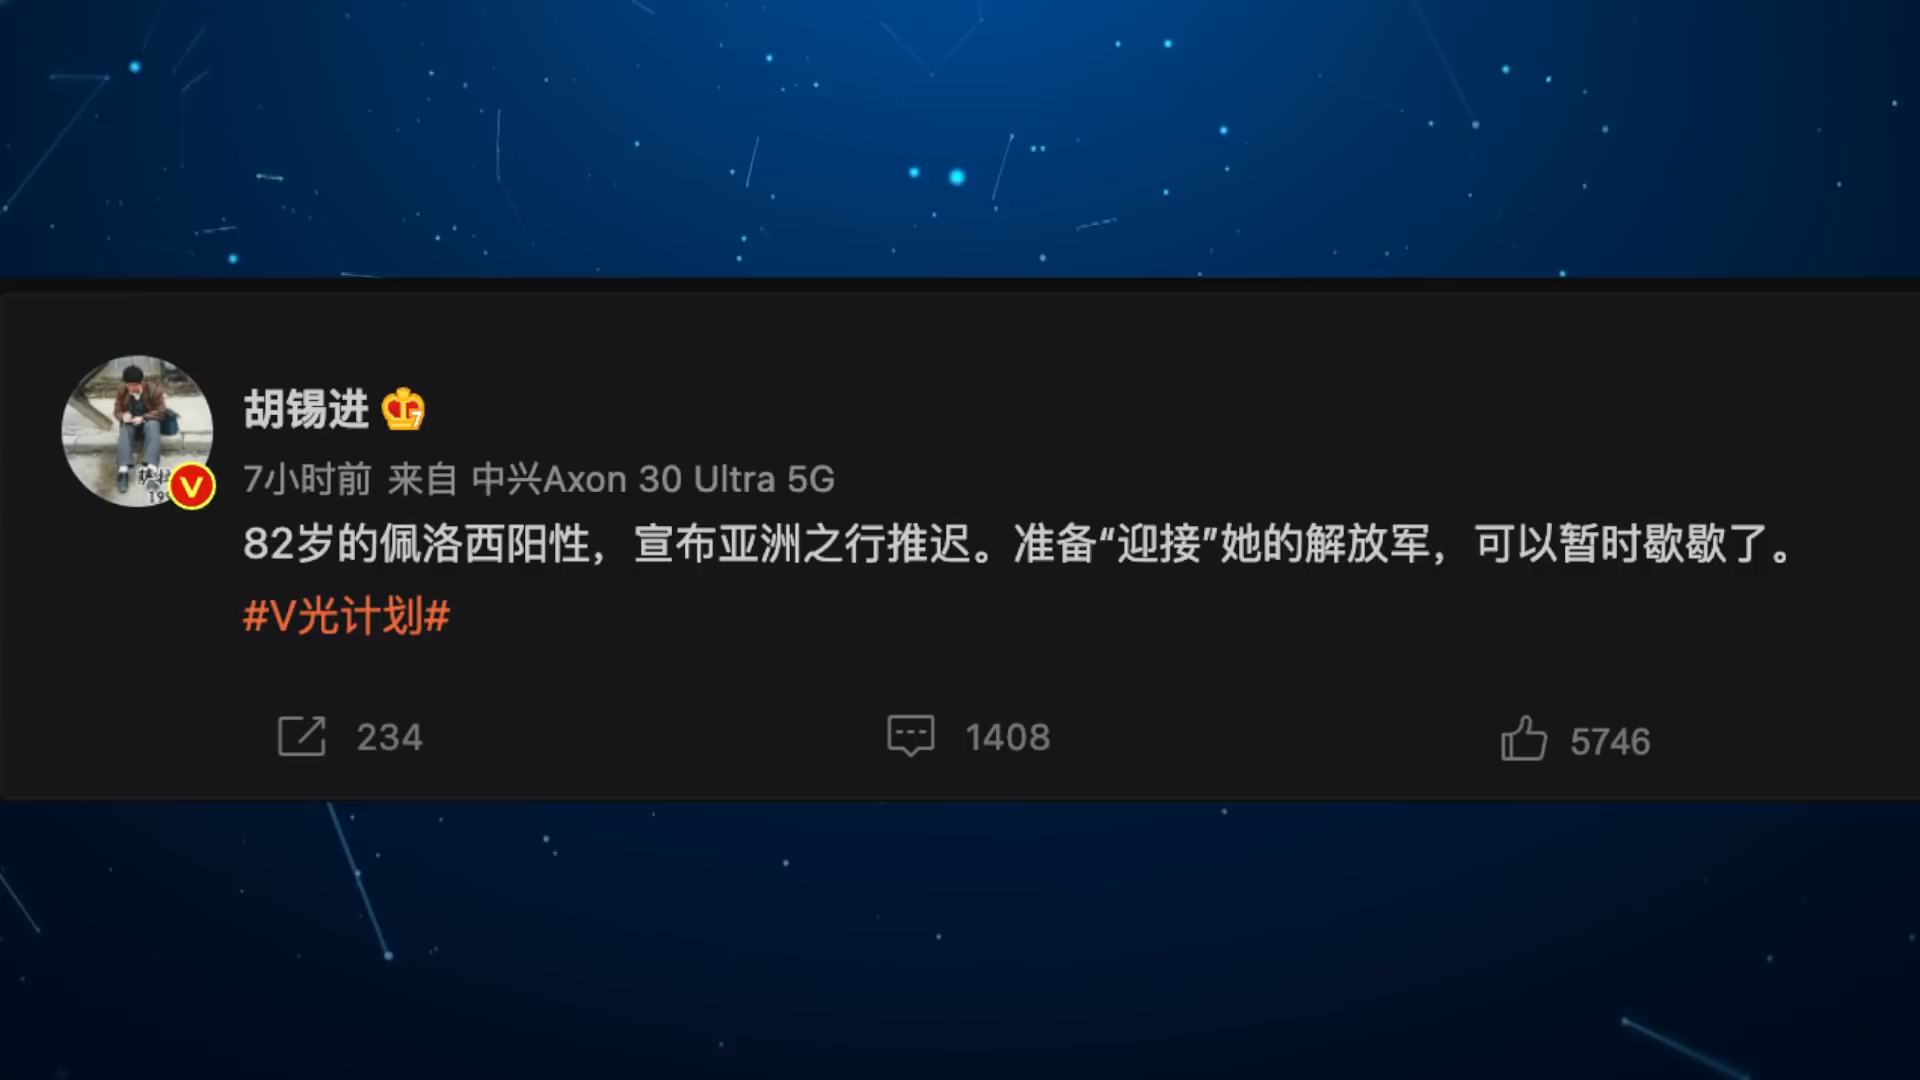 胡锡进
7
7小时前 来自 中兴Axon 30 Ultra 5G
82岁的佩洛西阳性，宣布亚洲之行推迟。准备“迎接”她的解放军，可以暂时歇歇了。
#V光计划#
234
1408
5746